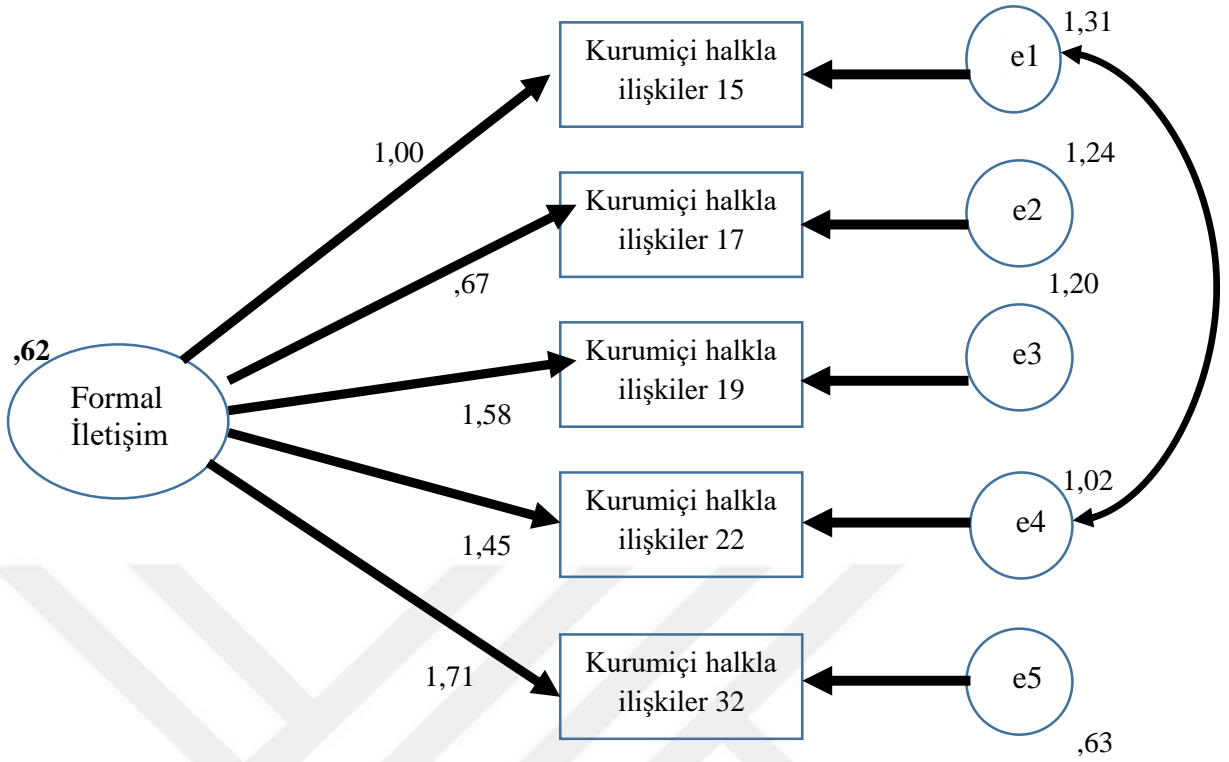 1,31
Kurumiçi halkla
ilişkiler 15
e1
1,00
1,24
Kurumiçi halkla
ilişkiler 17
e2
,67
1,20
Kurumiçi halkla
ilişkiler 19
e3
,62
Formal
İletişim
1,58
1,02
Kurumiçi halkla
ilişkiler 22
e4
1,45
Kurumiçi halkla
ilişkiler 32
e5
1,71
,63